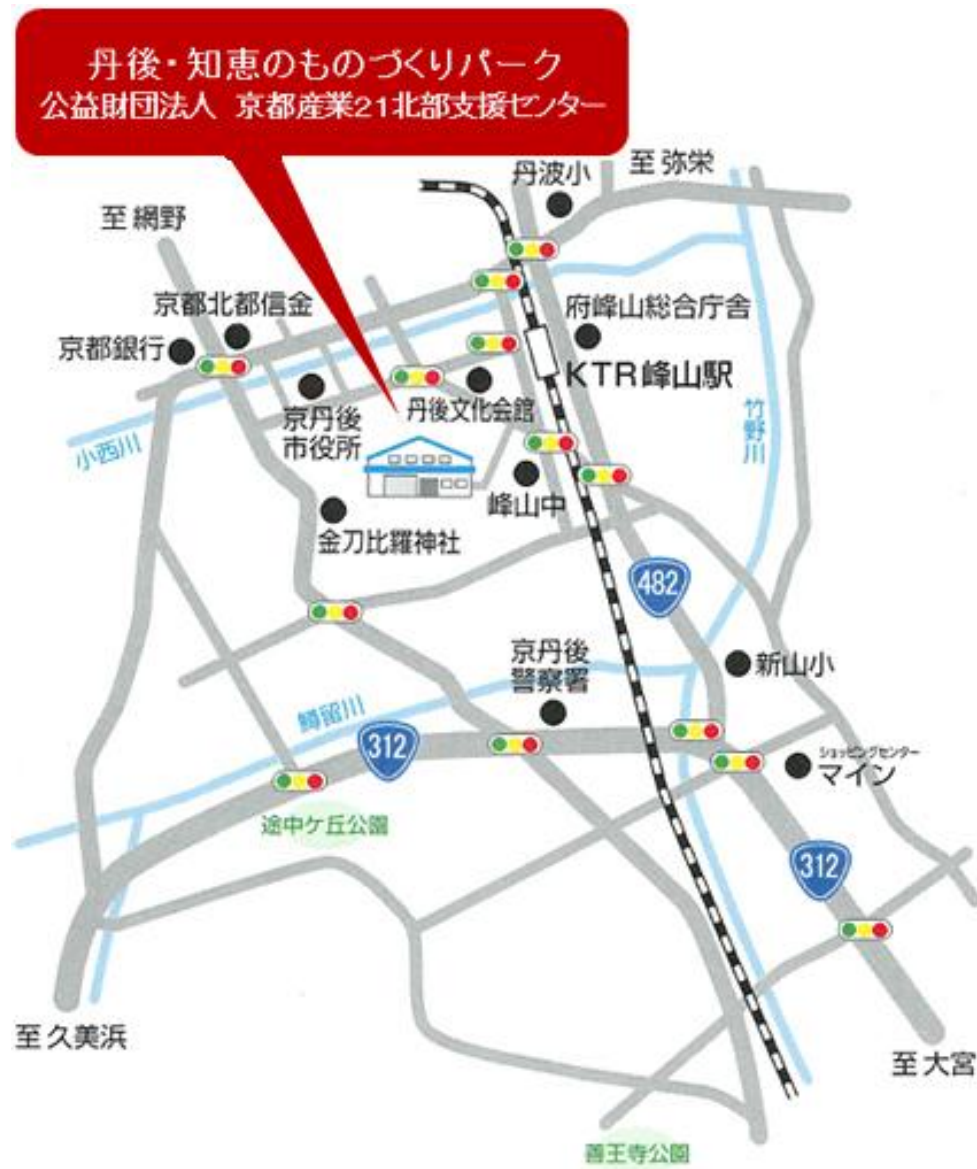 丹後・知恵のものづくりパーク
公益財団法人　京都産業21北部支援センター
丹波小
至 弥栄
至 網野
京都北都信金
京都銀行
府峰山総合庁舎
KTR峰山駅
丹後文化会館
京丹後
市役所
小西川
竹野川
峰山中
金刀比羅神社
482
京丹後
警察署
新山小
鱒留川
312
ショッピングセンター
マイン
途中ケ丘公園
312
至 久美浜
至 大宮
善王寺公園